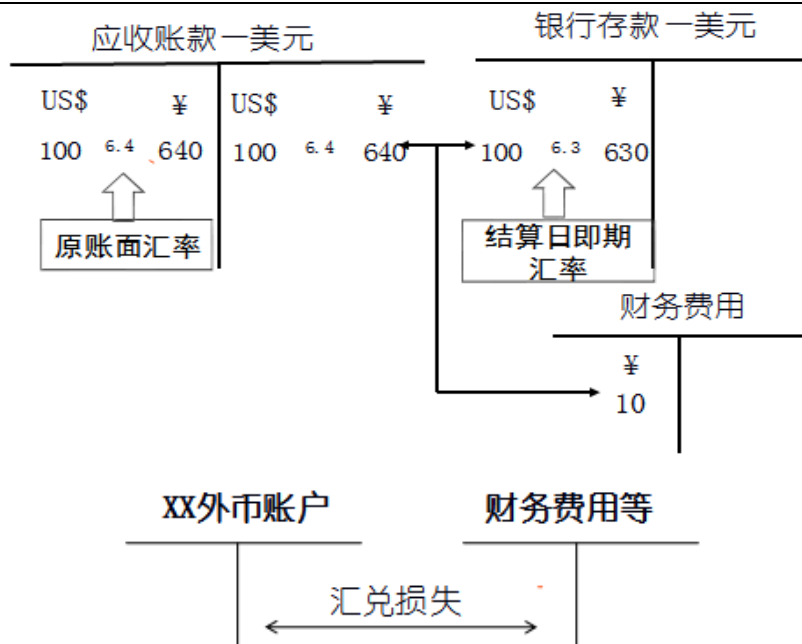 应收账款一美元
银行存款一美元
US$ ¥ US$ ¥
US$ ¥
100 6.4 640 100 6.4 640
100 6.3 630
原账面汇率
结算日即期
汇率
财务费用
¥
10
XX外币账户
财务费用等
汇兑损失